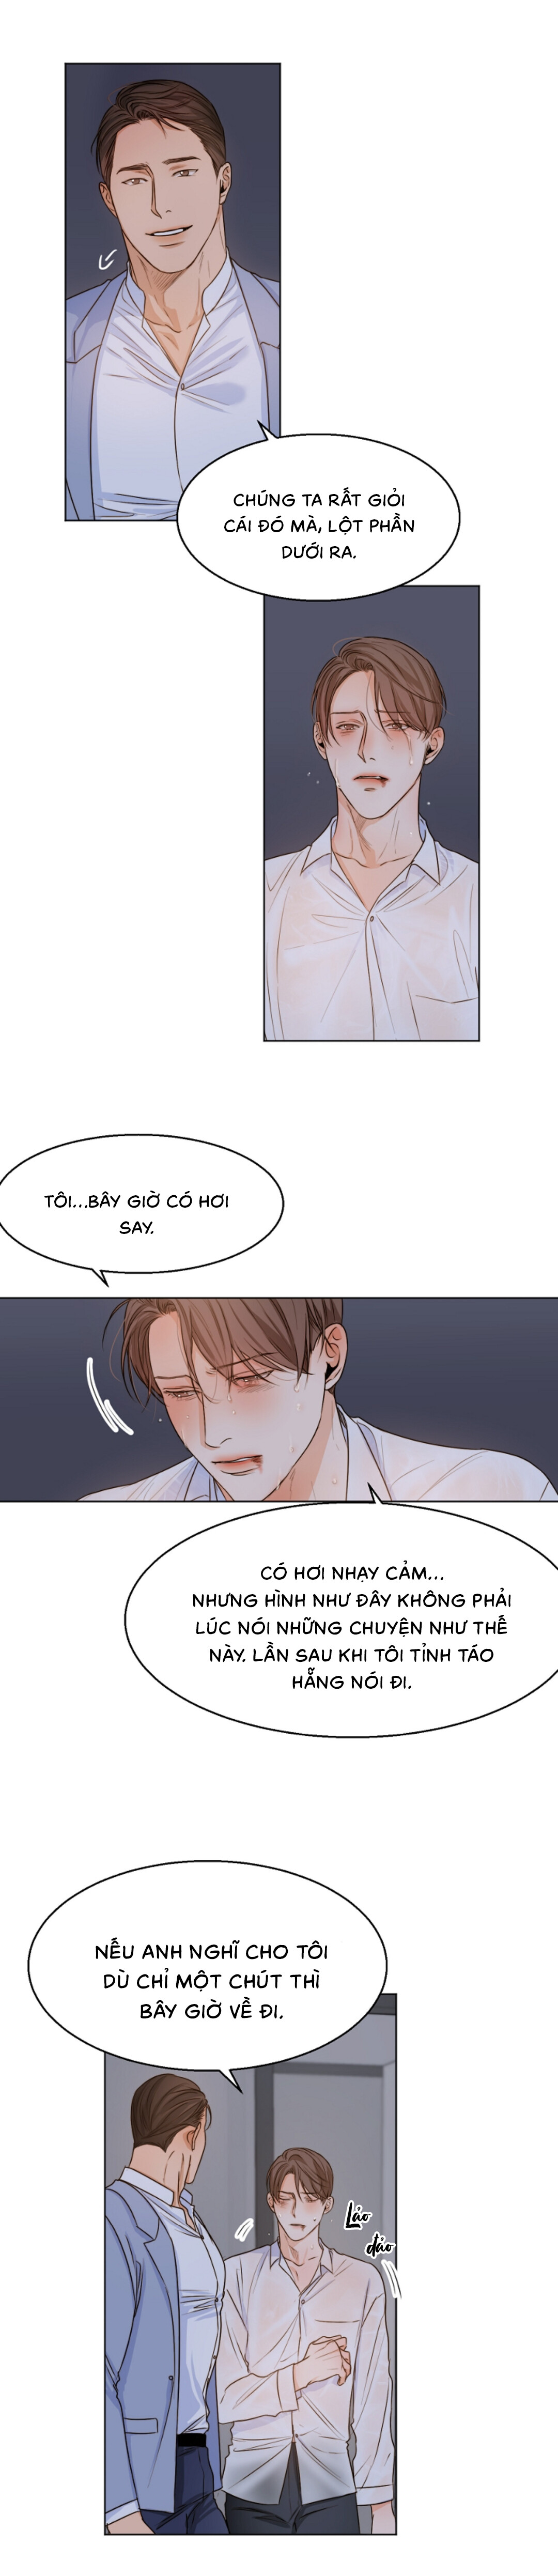 CHÚNG TA RẤT GIỎI
CÁI ĐÓ MÀ, LỘT PHẦN
DƯỚI RA.
TÔI...BÂY GIỜ CÓ HƠI
SAY.
CÓ HƠI NHẠY CẢM...
NHƯNG HÌNH NHƯ ĐÂY KHÔNG PHẢI
LÚC NÓI NHỮNG CHUYỆN NHƯ THẾ
NÀY. LẦN SAU KHI TÔI TỈNH TÁO
HẴNG NÓI ĐI.
NẾU ANH NGHĨ CHO TÔI
DÙ CHỈ MỘT CHÚT THÌ
BÂY GIỜ VỀ ĐI.
Lảo
đảo